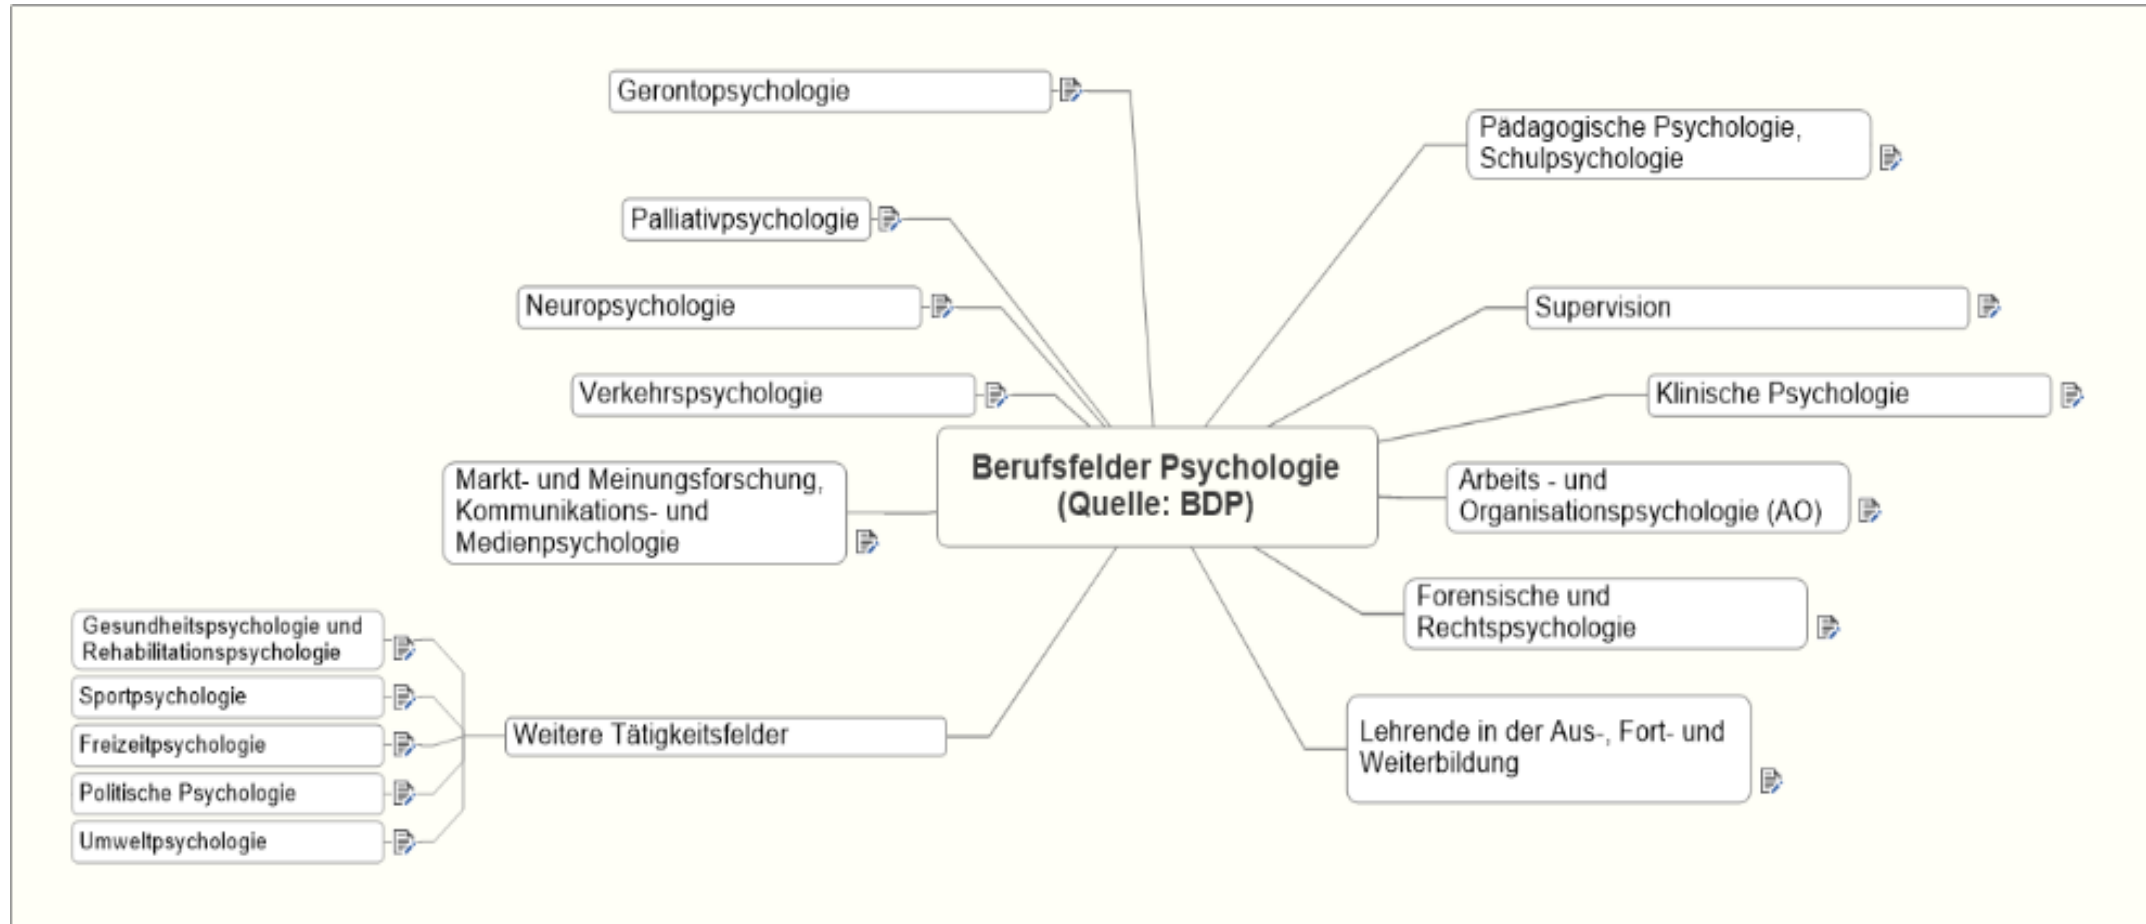 Gerontopsychologie
Pädagogische Psychologie,
Schulpsychologie
Palliativpsychologie
Neuropsychologie
Supervision
Verkehrspsychologie
Klinische Psychologie
Berufsfelder Psychologie
(Quelle: BDP)
Markt- und Meinungsforschung,
Kommunikations- und
Medienpsychologie
Arbeits - und
Organisationspsychologie (AO)
Forensische und
Rechtspsychologie
Gesundheitspsychologie und
Rehabilitationspsychologie
Sportpsychologie
Freizeitpsychologie
Politische Psychologie
Umweltpsychologie
Weitere Tätigkeitsfelder
Lehrende in der Aus-, Fort- und
Weiterbildung